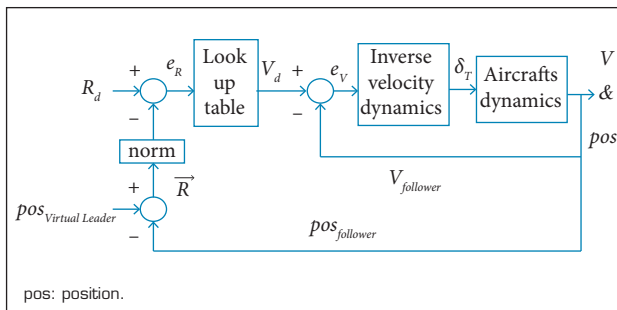 +
e_R
Look
up
table
V_d
+
e_V
Inverse
velocity
dynamics
δ_T
Aircrafts
dynamics
V
&
pos
R_d
−
−
norm
+
R⃗
V_follower
pos_Virtual Leader
−
pos_follower
pos: position.